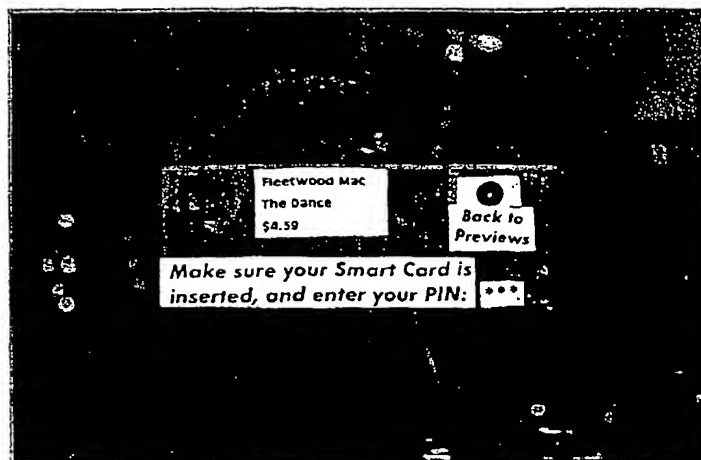 Fleetwood Mac
The Dance
$4.59
Back to
Previews
Make sure your Smart Card is
inserted, and enter your PIN: ***